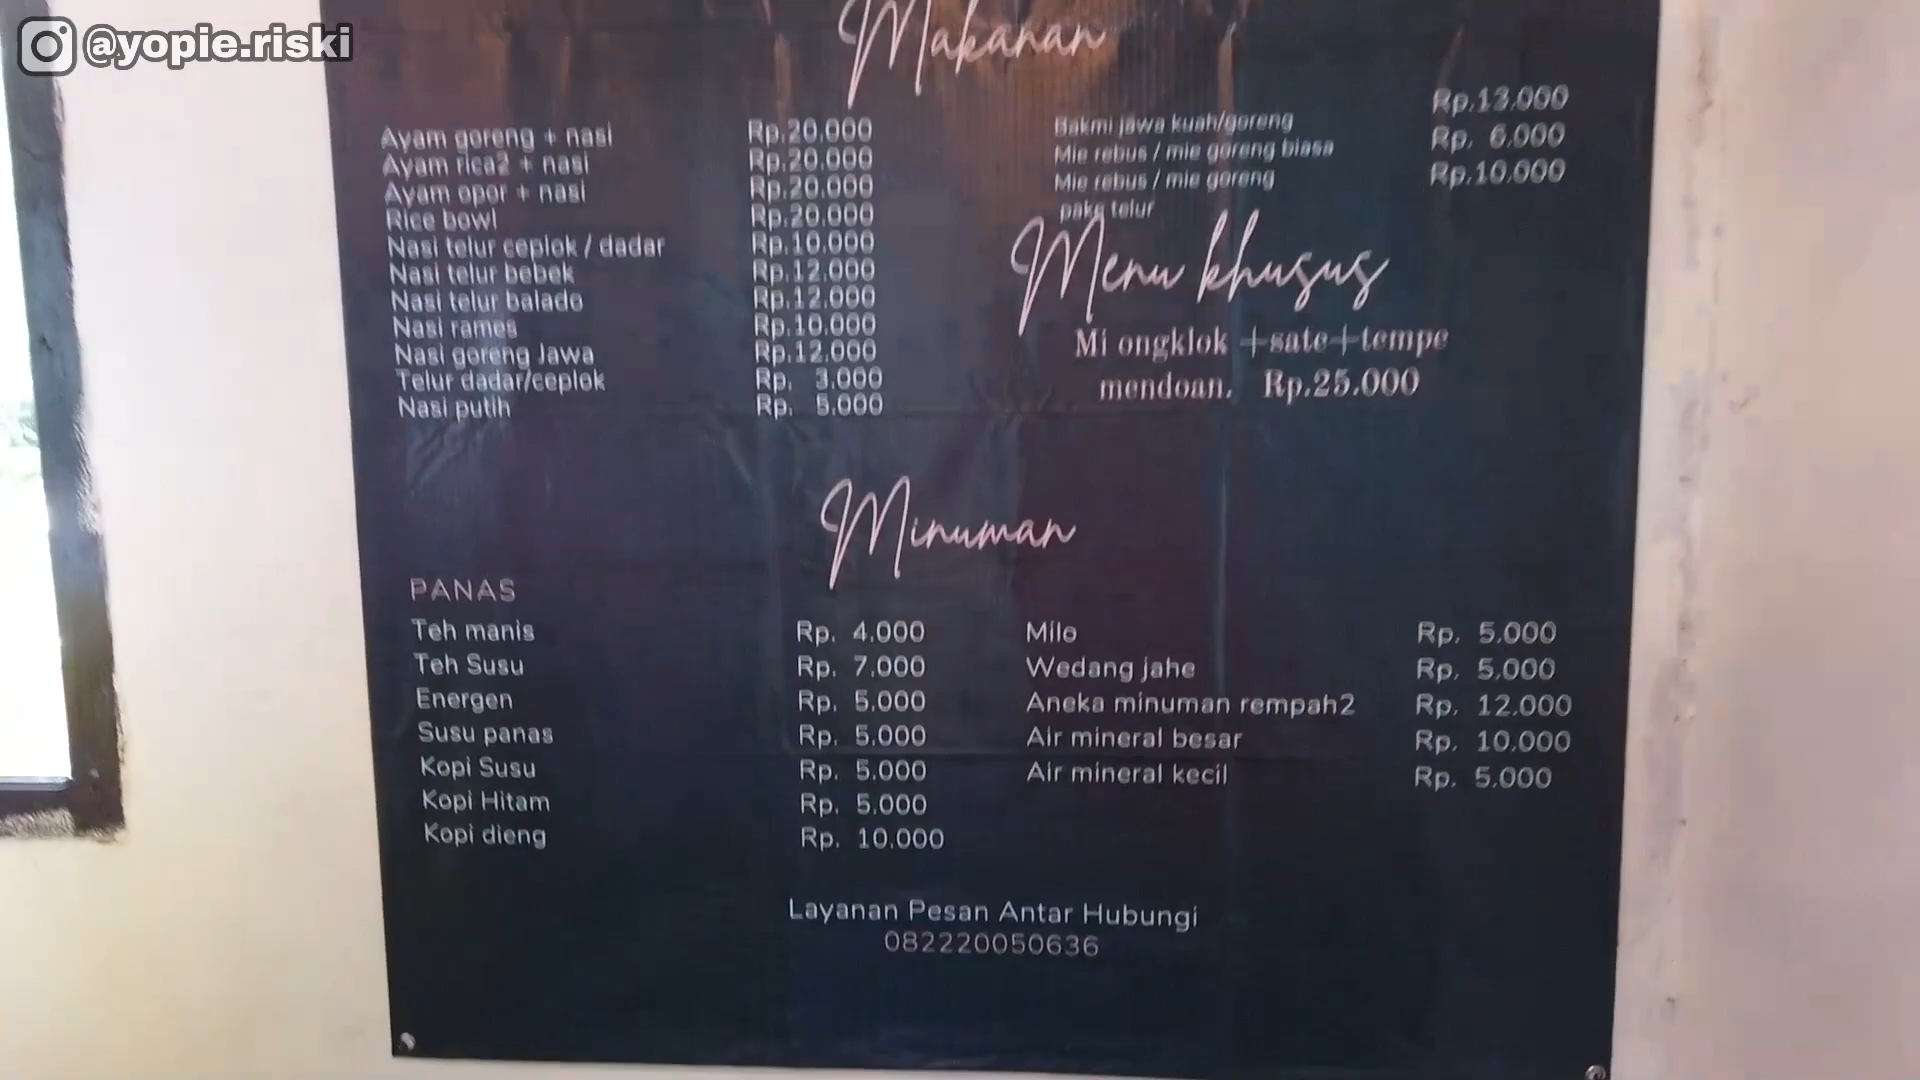 @yopie.riski
Makanan
Ayam goreng + nasi Rp.20.000
Ayam rica2 + nasi Rp.20.000
Ayam opor + nasi Rp.20.000
Rice bowl Rp.20.000
Nasi telur ceplok / dadar Rp.10.000
Nasi telur bebek Rp.12.000
Nasi telur balado Rp.12.000
Nasi rames Rp.10.000
Nasi goreng Jawa Rp.12.000
Telur dadar/ceplok Rp. 3.000
Nasi putih Rp. 5.000
Bakmi jawa kuah/goreng Rp.13.000
Mie rebus / mie goreng biasa Rp. 6.000
Mie rebus / mie goreng Rp.10.000
pake telur
Menu khusus
Mi ongklok +sate+tempe
mendoan. Rp.25.000
Minuman
PANAS
Teh manis Rp. 4.000
Teh Susu Rp. 7.000
Energen Rp. 5.000
Susu panas Rp. 5.000
Kopi Susu Rp. 5.000
Kopi Hitam Rp. 5.000
Kopi dieng Rp. 10.000
Milo Rp. 5.000
Wedang jahe Rp. 5.000
Aneka minuman rempah2 Rp. 12.000
Air mineral besar Rp. 10.000
Air mineral kecil Rp. 5.000
Layanan Pesan Antar Hubungi
082220050636